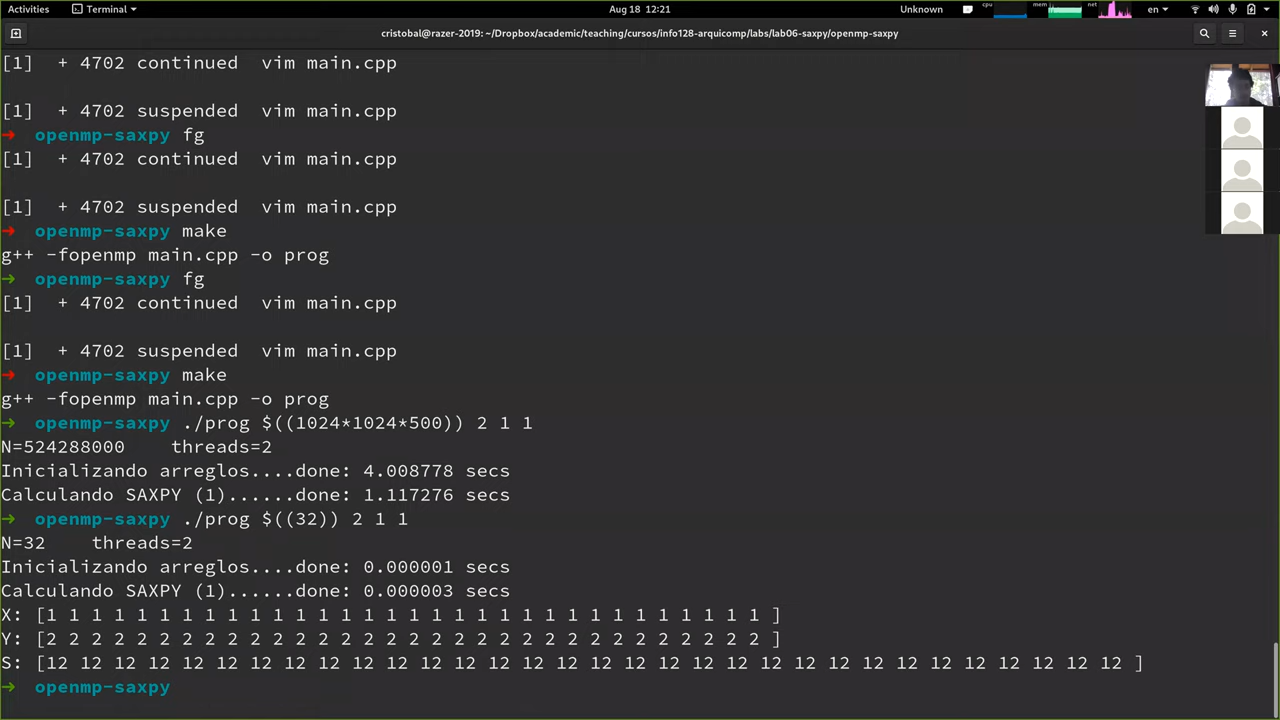 Activities Terminal Aug 18 12:21 Unknown cpu mem net en
cristobal@razer-2019: ~/Dropbox/academic/teaching/cursos/info128-arquicomp/labs/lab06-saxpy/openmp-saxpy
[1]  + 4702 continued  vim main.cpp
[1]  + 4702 suspended  vim main.cpp
→  openmp-saxpy fg
[1]  + 4702 continued  vim main.cpp
[1]  + 4702 suspended  vim main.cpp
→  openmp-saxpy make
g++ -fopenmp main.cpp -o prog
→  openmp-saxpy fg
[1]  + 4702 continued  vim main.cpp
[1]  + 4702 suspended  vim main.cpp
→  openmp-saxpy make
g++ -fopenmp main.cpp -o prog
→  openmp-saxpy ./prog $((1024*1024*500)) 2 1 1
N=524288000    threads=2
Inicializando arreglos....done: 4.008778 secs
Calculando SAXPY (1)......done: 1.117276 secs
→  openmp-saxpy ./prog $((32)) 2 1 1
N=32    threads=2
Inicializando arreglos....done: 0.000001 secs
Calculando SAXPY (1)......done: 0.000003 secs
X: [1 1 1 1 1 1 1 1 1 1 1 1 1 1 1 1 1 1 1 1 1 1 1 1 1 1 1 1 1 1 1 1 ]
Y: [2 2 2 2 2 2 2 2 2 2 2 2 2 2 2 2 2 2 2 2 2 2 2 2 2 2 2 2 2 2 2 2 ]
S: [12 12 12 12 12 12 12 12 12 12 12 12 12 12 12 12 12 12 12 12 12 12 12 12 12 12 12 12 12 12 12 12 ]
→  openmp-saxpy